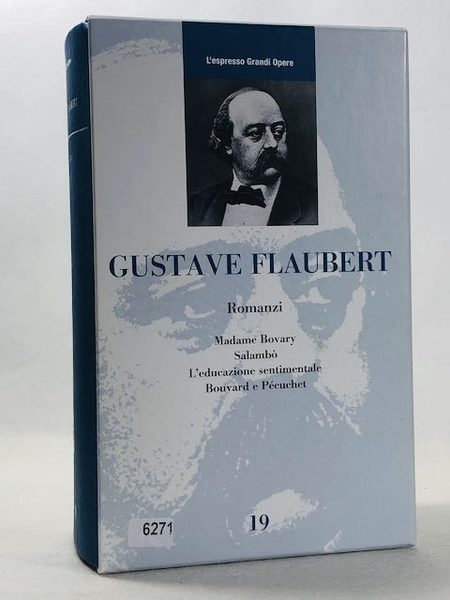 L'espresso Grandi Opere
GUSTAVE FLAUBERT
Romanzi
Madame Bovary
Salambò
L'educazione sentimentale
Bouvard e Pécuchet
19
6271